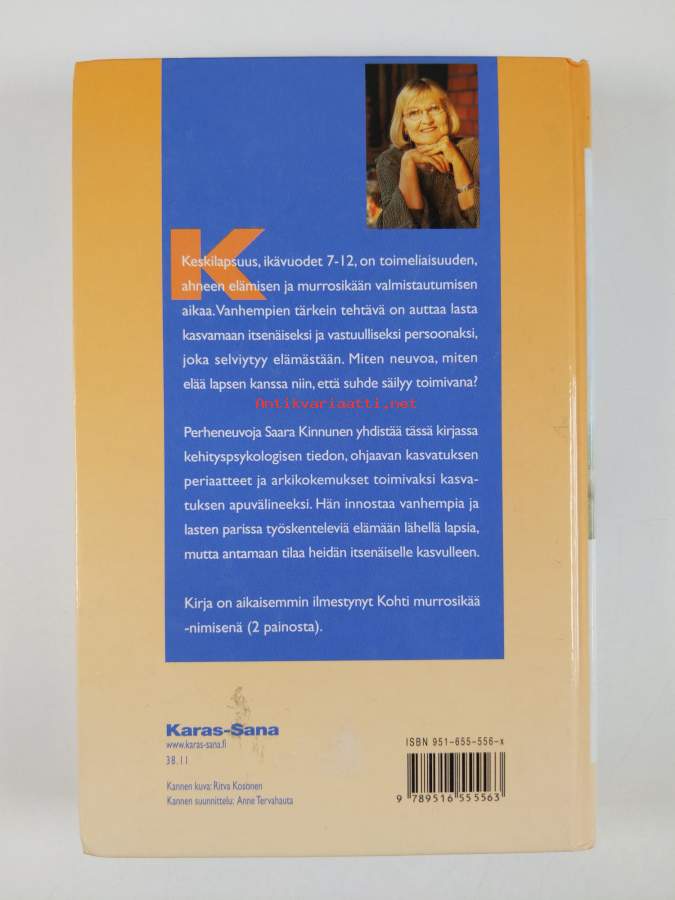 Keskilapsuus, ikävuodet 7-12, on toimeliaisuuden,
ahneen elämisen ja murrosikään valmistautumisen
aikaa. Vanhempien tärkein tehtävä on auttaa lasta
kasvamaan itsenäiseksi ja vastuulliseksi persoonaksi,
joka selviytyy elämästään. Miten neuvoa, miten
elää lapsen kanssa niin, että suhde säilyy toimivana?
Antikvariaatti.net
Perheneuvoja Saara Kinnunen yhdistää tässä kirjassa
kehityspsykologisen tiedon, ohjaavan kasvatuksen
periaatteet ja arkikokemukset toimivaksi kasva-
tuksen apuvälineeksi. Hän innostaa vanhempia ja
lasten parissa työskenteleviä elämään lähellä lapsia,
mutta antamaan tilaa heidän itsenäiselle kasvulleen.
Kirja on aikaisemmin ilmestynyt Kohti murrosikää
-nimisenä (2 painosta).
Karas-Sana
www.karas-sana.fi
38.11
Kannen kuva: Ritva Kosonen
Kannen suunnittelu: Anne Tervahauta
ISBN 951-655-556-x
9 789516 555563